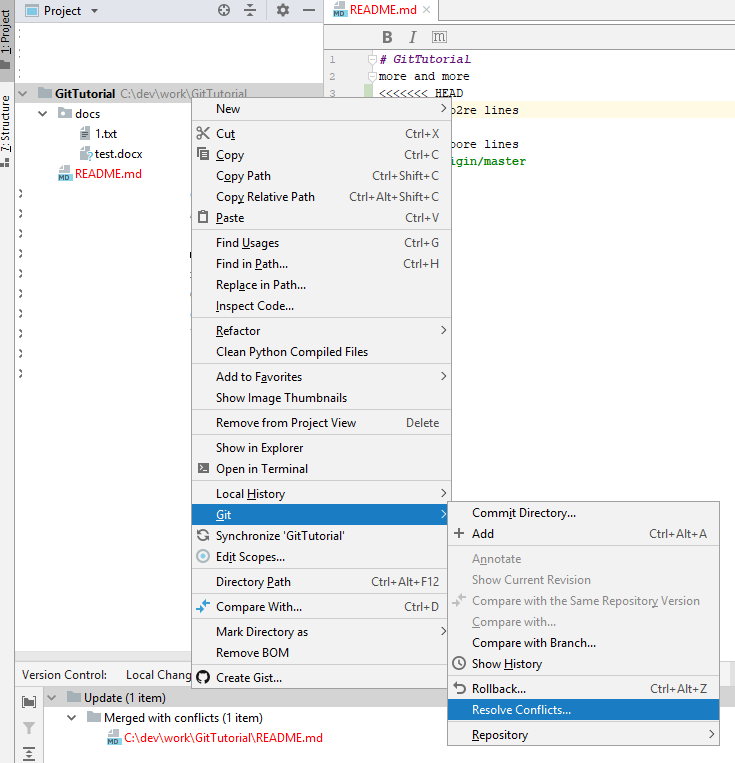 1: Project
7: Structure
Project
README.md
B I m
1 # GitTutorial
2 more and more
3 <<<<<<< HEAD
2re lines
ore lines
igin/master
GitTutorial C:\dev\work\GitTutorial
docs
1.txt
test.docx
README.md
New
Cut Ctrl+X
Copy Ctrl+C
Copy Path Ctrl+Shift+C
Copy Relative Path Ctrl+Alt+Shift+C
Paste Ctrl+V
Find Usages Ctrl+G
Find in Path... Ctrl+H
Replace in Path...
Inspect Code...
Refactor
Clean Python Compiled Files
Add to Favorites
Show Image Thumbnails
Remove from Project View Delete
Show in Explorer
Open in Terminal
Local History
Git
Synchronize 'GitTutorial'
Edit Scopes...
Directory Path Ctrl+Alt+F12
Compare With... Ctrl+D
Mark Directory as
Remove BOM
Create Gist...
Commit Directory...
Add Ctrl+Alt+A
Annotate
Show Current Revision
Compare with the Same Repository Version
Compare with...
Compare with Branch...
Show History
Rollback... Ctrl+Alt+Z
Resolve Conflicts...
Repository
Version Control: Local Chang
Update (1 item)
Merged with conflicts (1 item)
C:\dev\work\GitTutorial\README.md